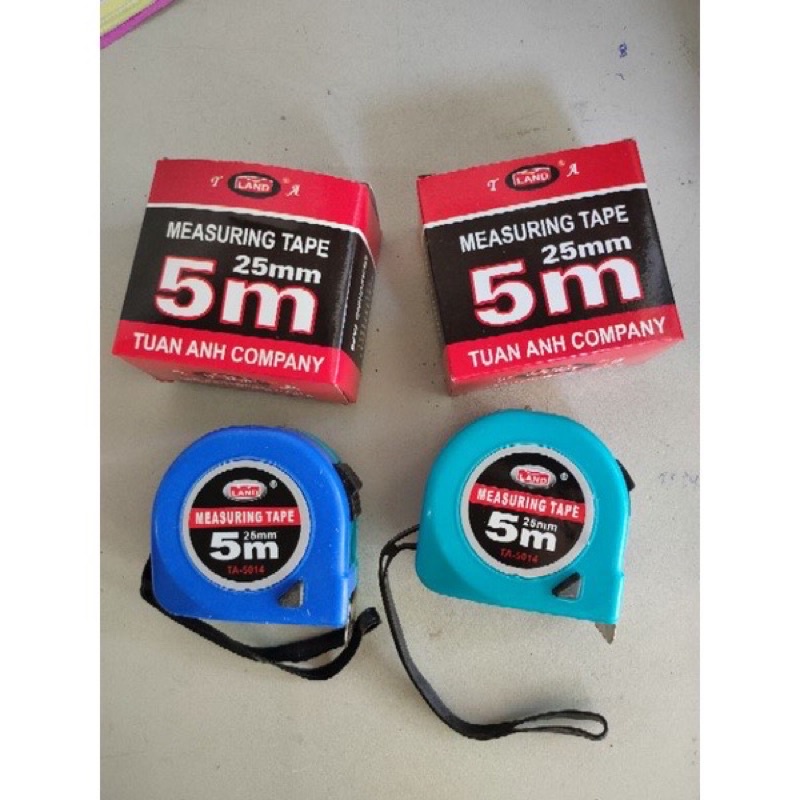 T LAND ® A
MEASURING TAPE
25mm
5m
TUAN ANH COMPANY
T LAND ® A
MEASURING TAPE
25mm
5m
TUAN ANH COMPANY
LAND ®
MEASURING TAPE
25mm
5m
TA-5014
LAND ®
MEASURING TAPE
25mm
5m
TA-5014